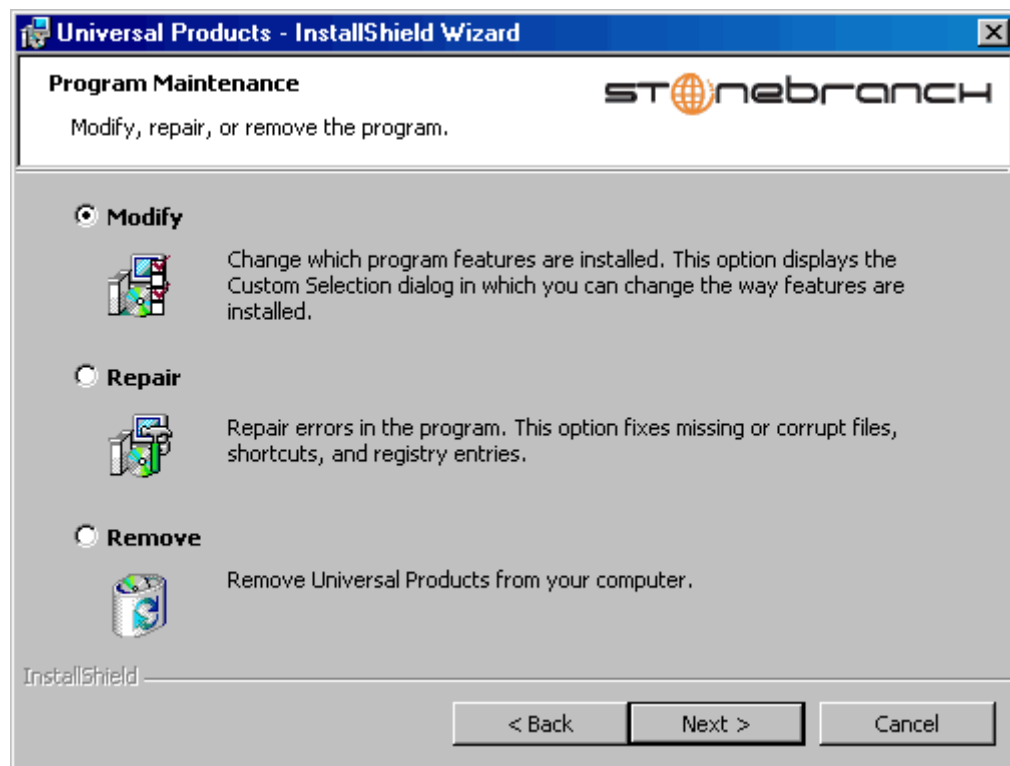 Universal Products - InstallShield Wizard
Program Maintenance
Modify, repair, or remove the program.
stonebranch
Modify
Change which program features are installed. This option displays the
Custom Selection dialog in which you can change the way features are
installed.
Repair
Repair errors in the program. This option fixes missing or corrupt files,
shortcuts, and registry entries.
Remove
Remove Universal Products from your computer.
InstallShield
< Back
Next >
Cancel